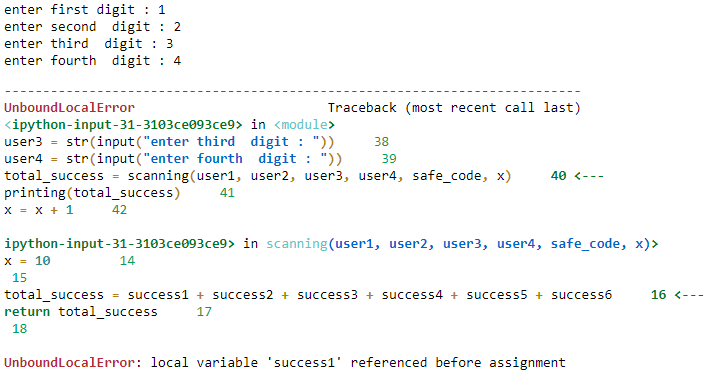 enter first digit : 1
enter second  digit : 2
enter third  digit : 3
enter fourth  digit : 4
---------------------------------------------------------------------------
UnboundLocalError                         Traceback (most recent call last)
<ipython-input-31-3103ce093ce9> in <module>
user3 = str(input("enter third  digit : "))     38
user4 = str(input("enter fourth  digit : "))     39
total_success = scanning(user1, user2, user3, user4, safe_code, x)     40 <---
printing(total_success)     41
x = x + 1     42
ipython-input-31-3103ce093ce9> in scanning(user1, user2, user3, user4, safe_code, x)>
x = 10         14
 15
total_success = success1 + success2 + success3 + success4 + success5 + success6     16 <---
return total_success     17
 18
UnboundLocalError: local variable 'success1' referenced before assignment